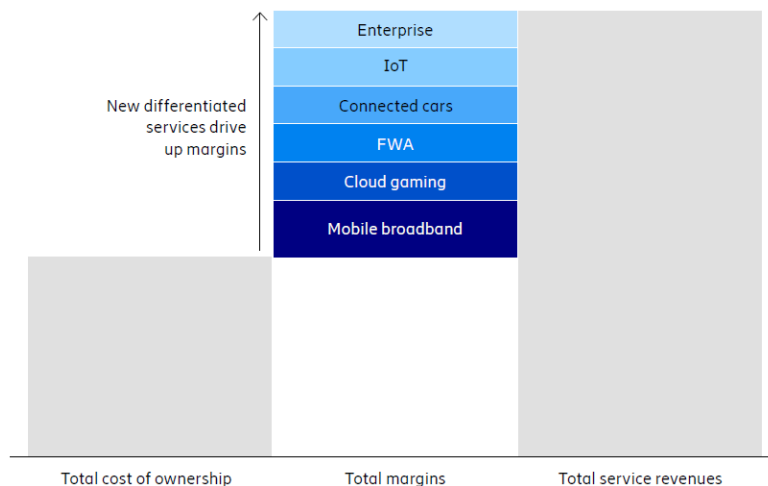 Enterprise
IoT
Connected cars
FWA
Cloud gaming
Mobile broadband
New differentiated
services drive
up margins
Total cost of ownership
Total margins
Total service revenues